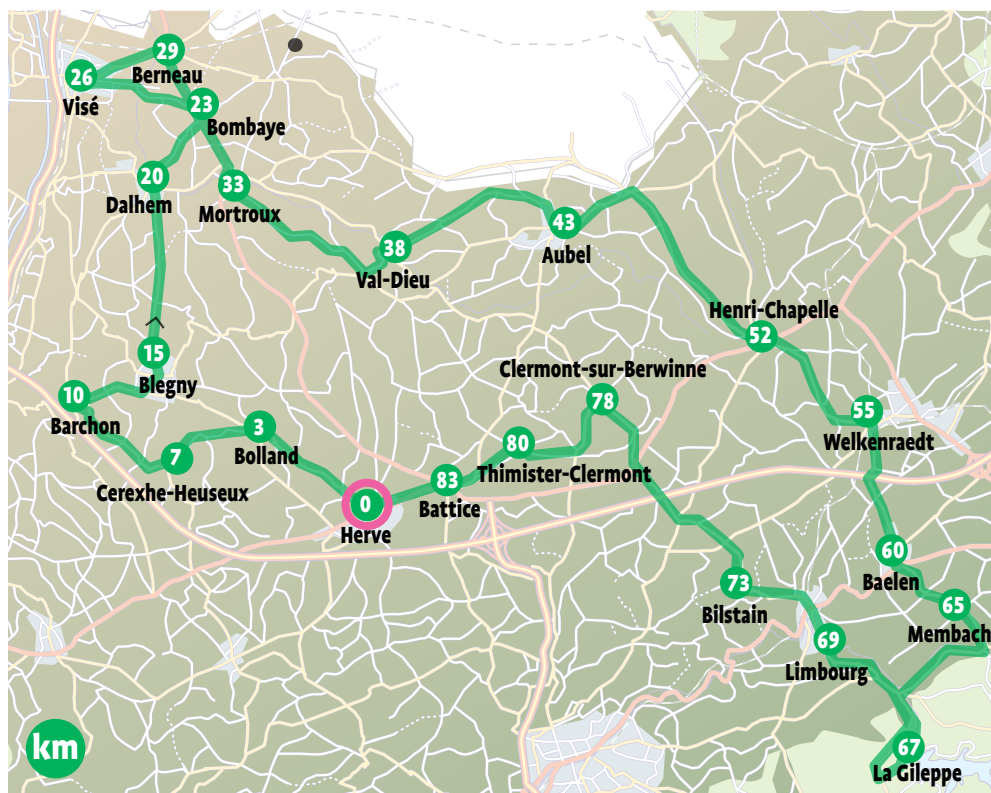 29
Berneau
26
Visé
23
Bombaye
20
Dalhem
33
Mortroux
38
Val-Dieu
43
Aubel
Henri-Chapelle
52
15
Blegny
Clermont-sur-Berwinne
78
10
Barchon
3
Bolland
7
Cerexhe-Heuseux
80
Thimister-Clermont
55
Welkenraedt
83
Battice
0
Herve
60
Baelen
73
Bilstain
65
Membach
69
Limbourg
km
67
La Gileppe